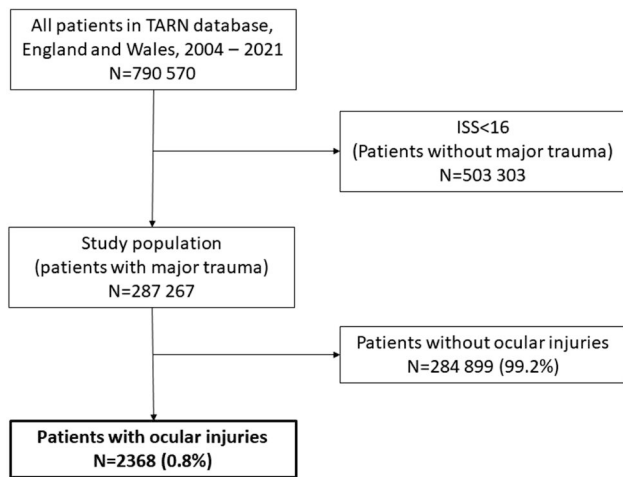 All patients in TARN database,
England and Wales, 2004 – 2021
N=790 570
ISS<16
(Patients without major trauma)
N=503 303
Study population
(patients with major trauma)
N=287 267
Patients without ocular injuries
N=284 899 (99.2%)
Patients with ocular injuries
N=2368 (0.8%)